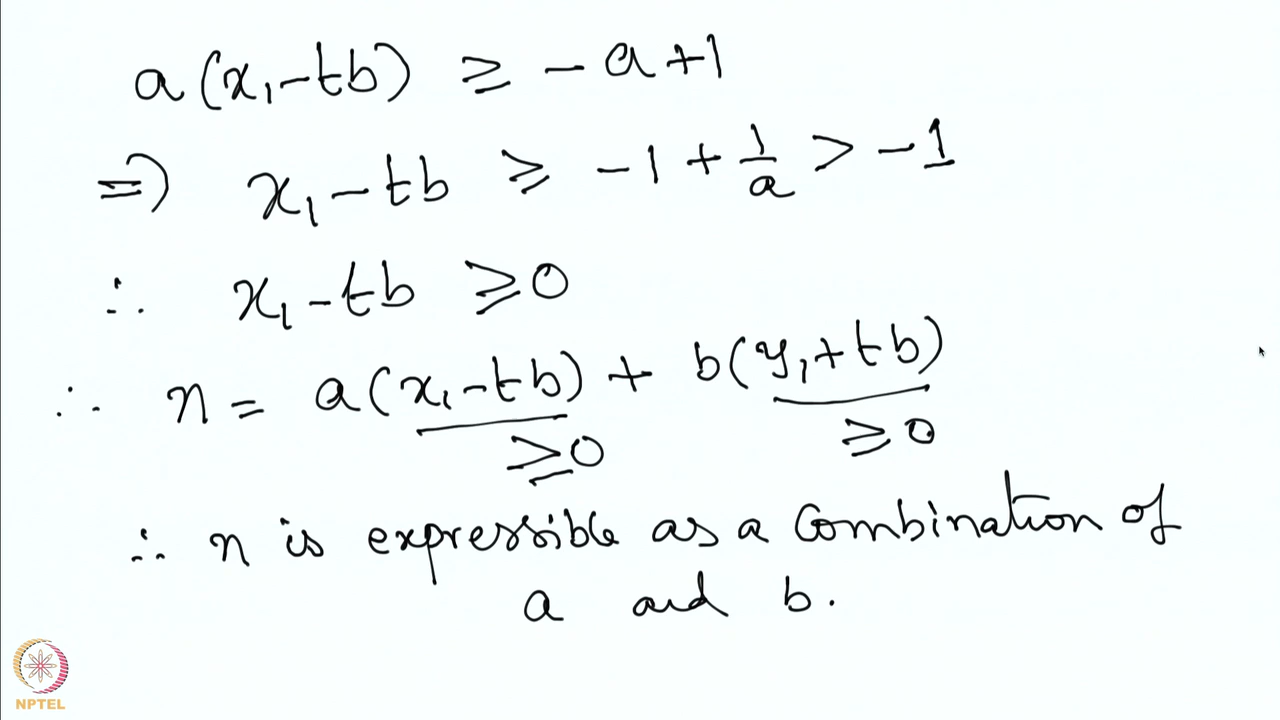 a(x₁-tb) ≥ -a+1
⇒ x₁-tb ≥ -1 + 1/a > -1
∴ x₁-tb ≥ 0
∴ n = a(x₁-tb) + b(y₁+tb)
≥0 ≥0
∴ n is expressible as a combination of
a and b.
NPTEL